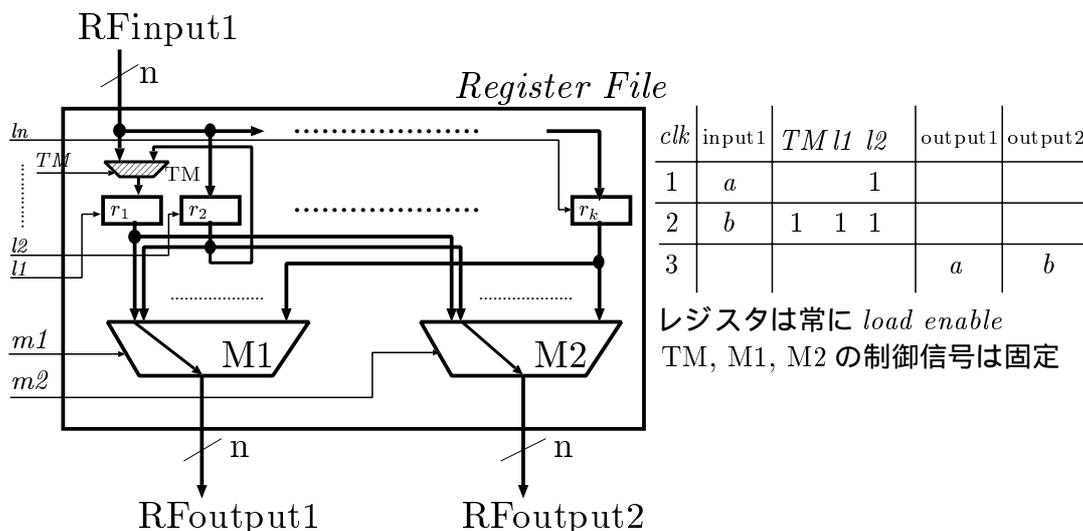 RFinput1
n
Register File
ln
TM
TM
r1
r2
rk
l2
l1
m1
m2
M1
M2
n
n
RFoutput1
RFoutput2
clk input1 TM l1 l2 output1 output2
1 a 1
2 b 1 1 1
3 a b
レジスタは常に load enable
TM, M1, M2 の制御信号は固定